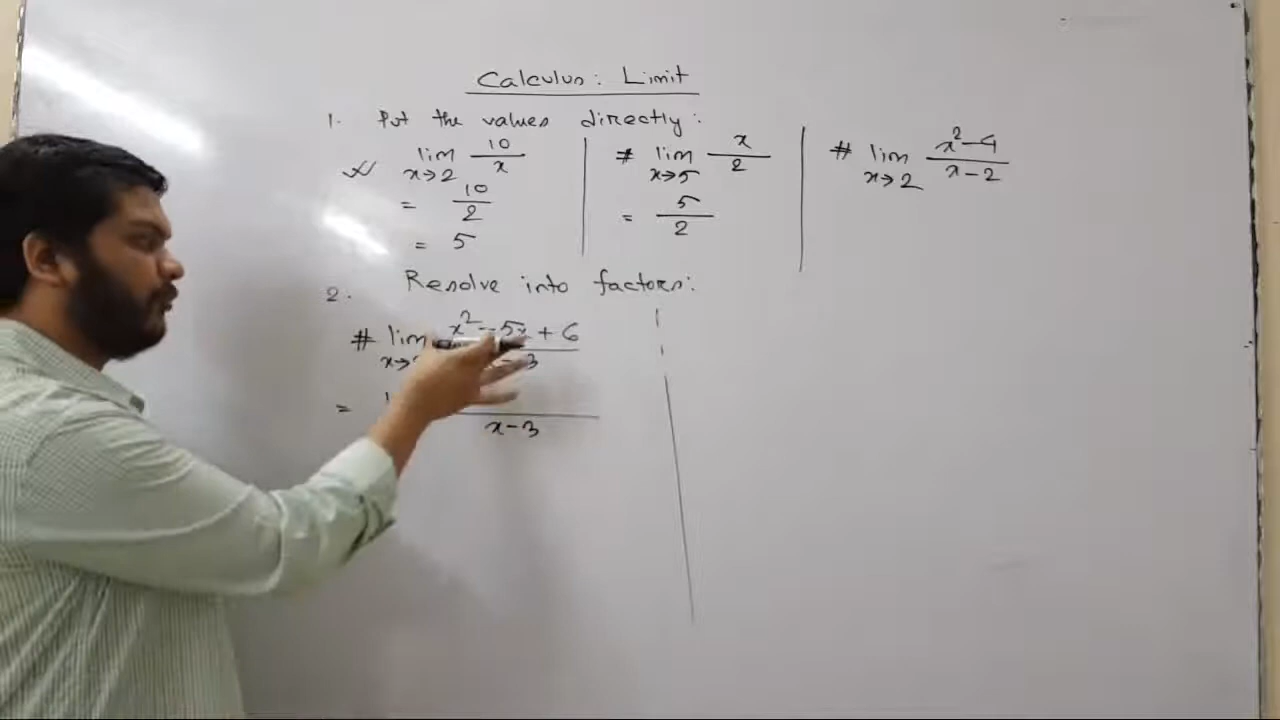 Calculus: Limit
1. Put the values directly:
lim x→2 10/x
= 10/2
= 5
# lim x→5 x/2
= 5/2
# lim x→2 x²-4/x-2
2. Resolve into factors:
# lim x→ x² - 5x + 6/ - 3
= x-3